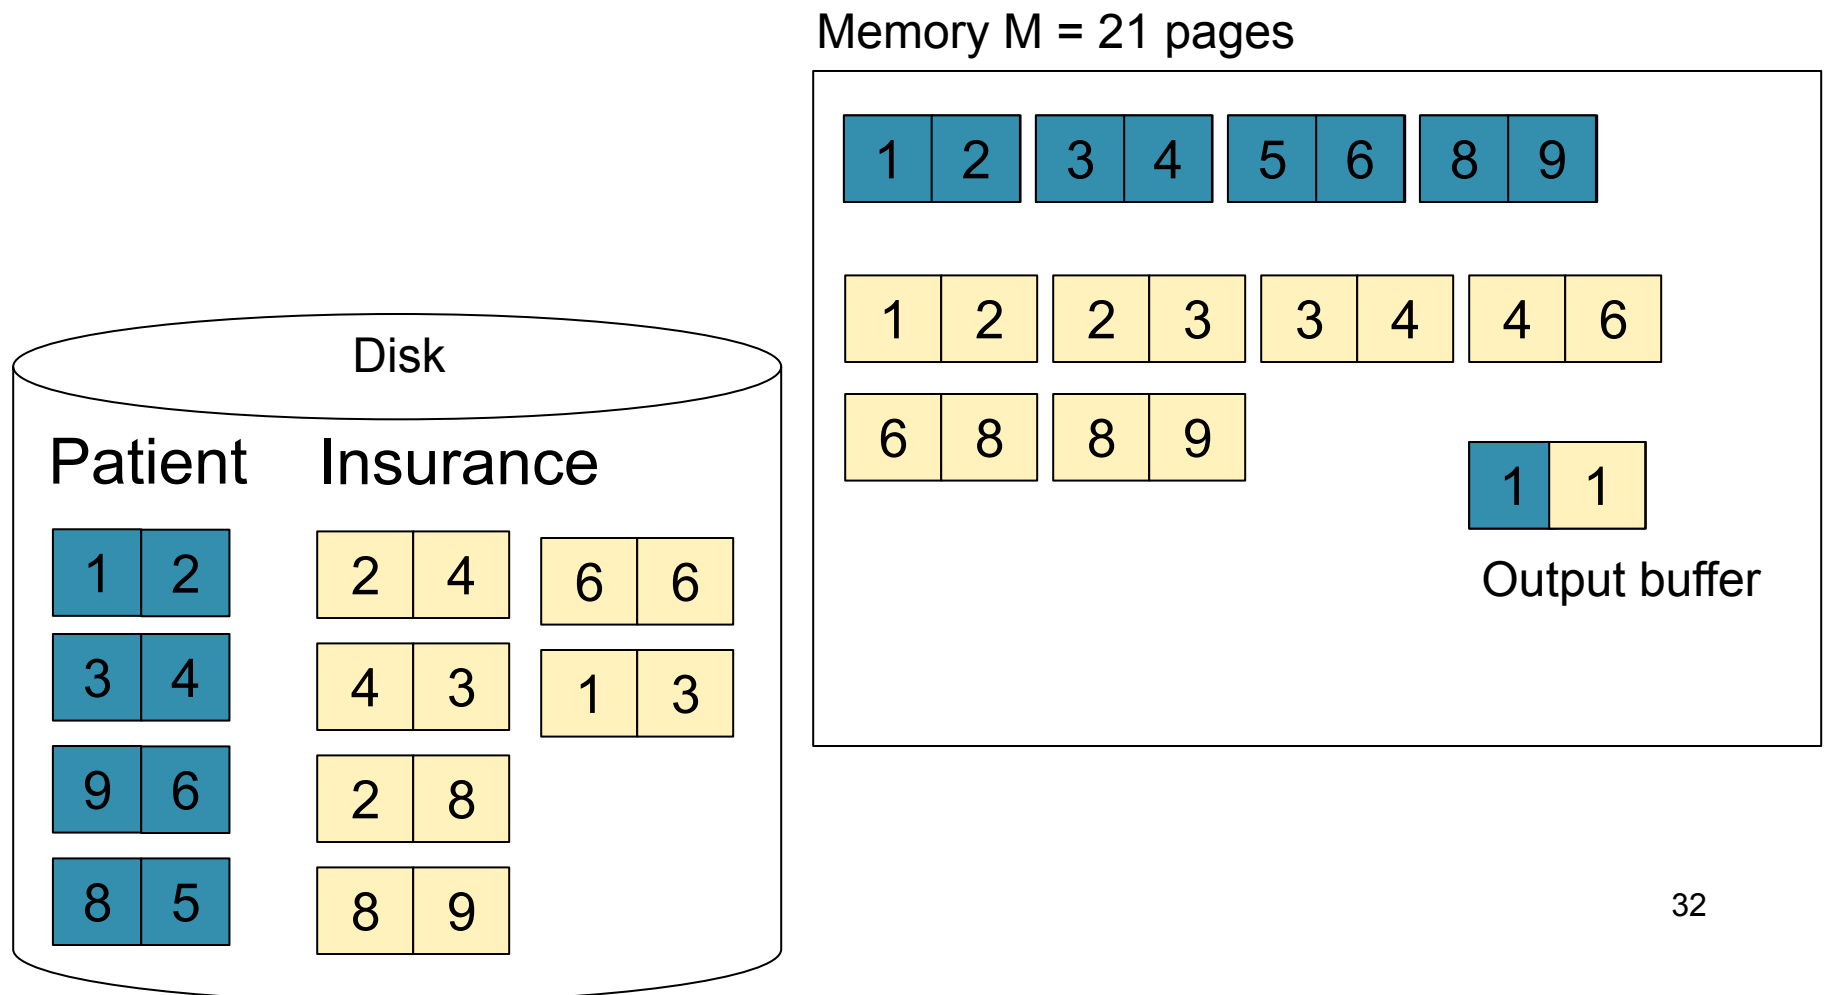 Memory M = 21 pages
1 2 3 4 5 6 8 9
1 2 2 3 3 4 4 6
6 8 8 9
1 1
Output buffer
Disk
Patient Insurance
1 2 2 4 6 6
3 4 4 3 1 3
9 6 2 8
8 5 8 9
32